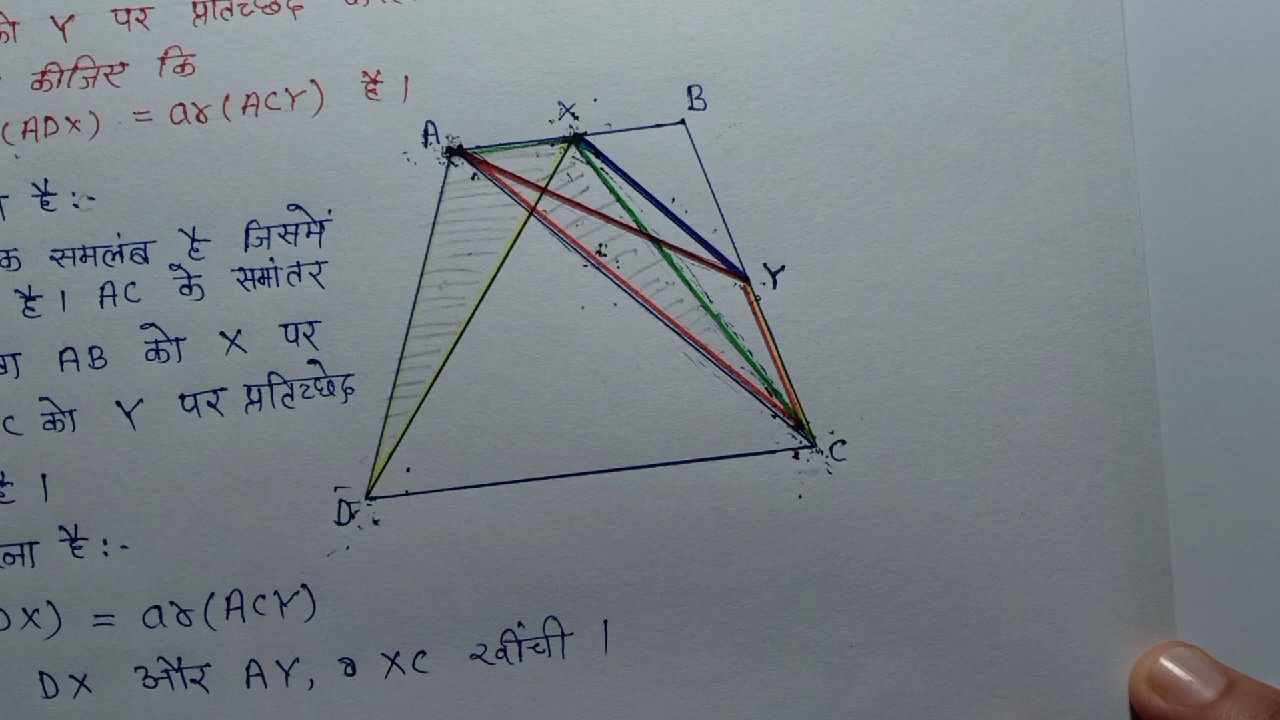 को Y पर प्रतिच्छेद
कीजिए कि
(ADX) = ar(ACY) है।
है:-
क समलंब है जिसमें
है। AC के समांतर
AB को X पर
C को Y पर प्रतिच्छेद
है।
ना है:-
DX) = ar(ACY)
DX और AY, व XC खींची।
A X B
Y
C
D